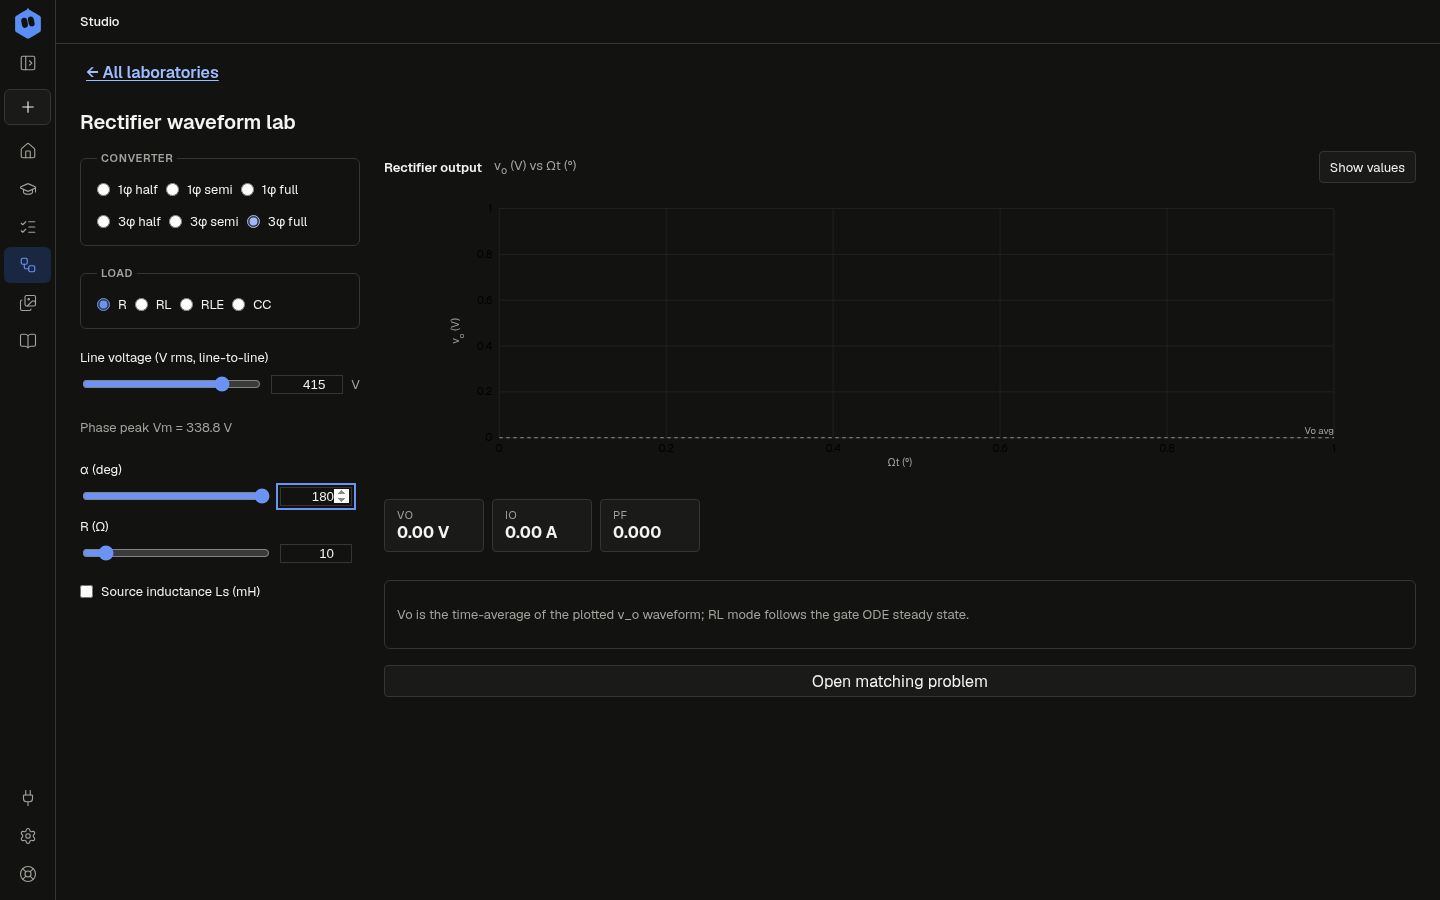 Studio
← All laboratories
Rectifier waveform lab
CONVERTER
1φ half 1φ semi 1φ full
3φ half 3φ semi 3φ full
LOAD
R RL RLE CC
Line voltage (V rms, line-to-line)
415 V
Phase peak Vm = 338.8 V
α (deg)
180
R (Ω)
10
Source inductance Ls (mH)
Rectifier output vo (V) vs Ωt (°)
Show values
1
0.8
0.6
0.4
0.2
0
vo (V)
Vo avg
0 0.2 0.4 0.6 0.8 1
Ωt (°)
VO
0.00 V
IO
0.00 A
PF
0.000
Vo is the time-average of the plotted v_o waveform; RL mode follows the gate ODE steady state.
Open matching problem